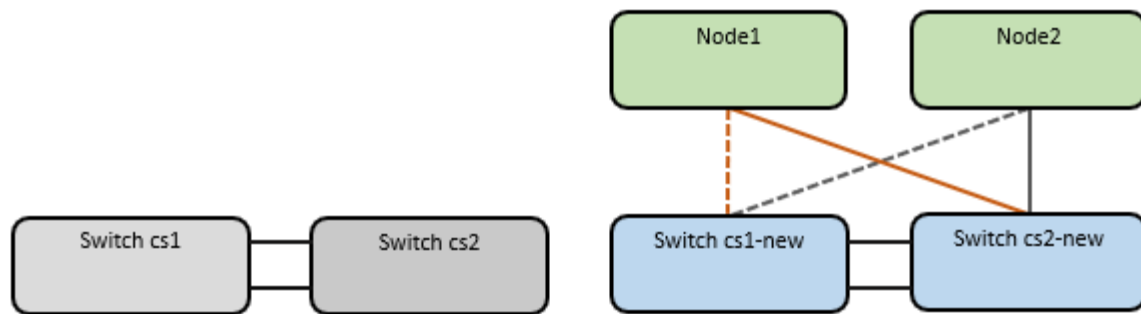 Node1
Node2
Switch cs1
Switch cs2
Switch cs1-new
Switch cs2-new